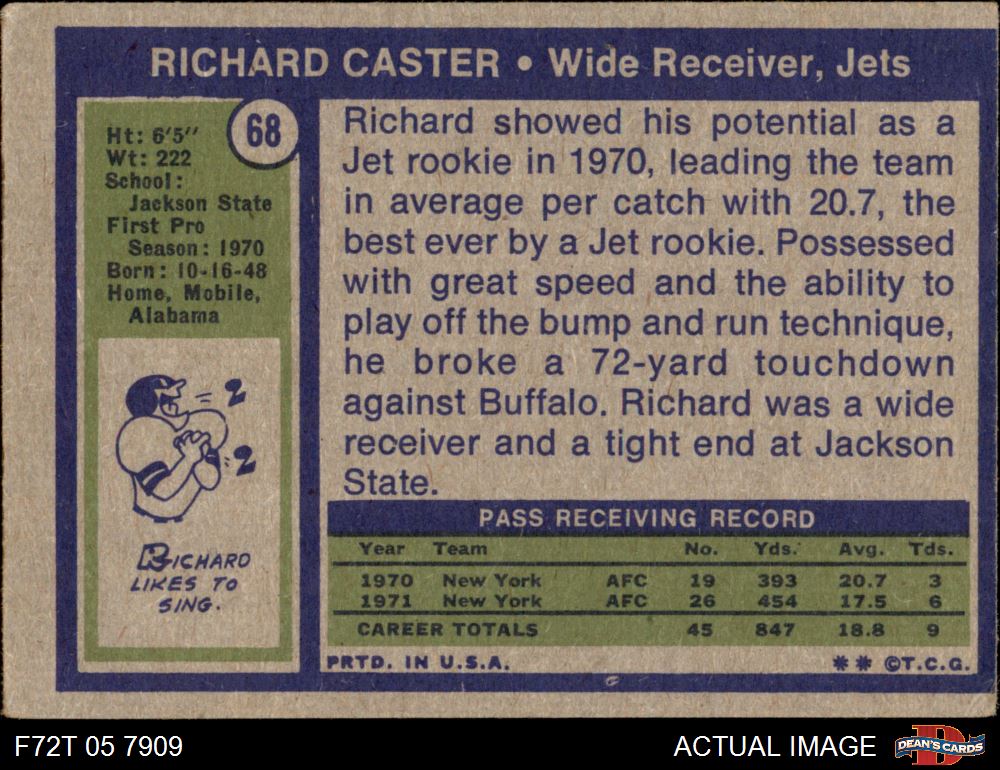 RICHARD CASTER • Wide Receiver, Jets
68
Ht: 6'5"
Wt: 222
School:
Jackson State
First Pro
Season: 1970
Born: 10-16-48
Home, Mobile,
Alabama
2
2
RICHARD
LIKES TO
SING.
Richard showed his potential as a
Jet rookie in 1970, leading the team
in average per catch with 20.7, the
best ever by a Jet rookie. Possessed
with great speed and the ability to
play off the bump and run technique,
he broke a 72-yard touchdown
against Buffalo. Richard was a wide
receiver and a tight end at Jackson
State.
PASS RECEIVING RECORD
Year Team No. Yds. Avg. Tds.
1970 New York AFC 19 393 20.7 3
1971 New York AFC 26 454 17.5 6
CAREER TOTALS 45 847 18.8 9
PRTD. IN U.S.A. ** ©T.C.G.
F72T 05 7909 ACTUAL IMAGE
D
DEAN'S CARDS